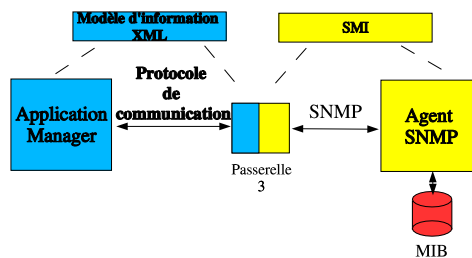 Modèle d'information
XML
SMI
Protocole
de
communication
Application
Manager
SNMP
Agent
SNMP
Passerelle
3
MIB